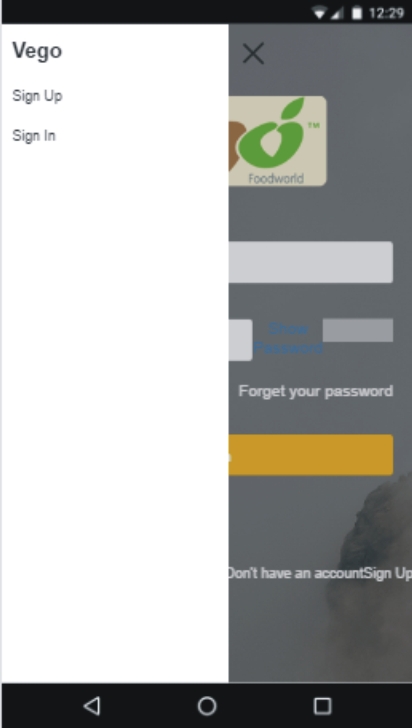 12:29
Vego
Sign Up
Sign In
TM
Foodworld
Show
Password
Forget your password
Don't have an accountSign Up